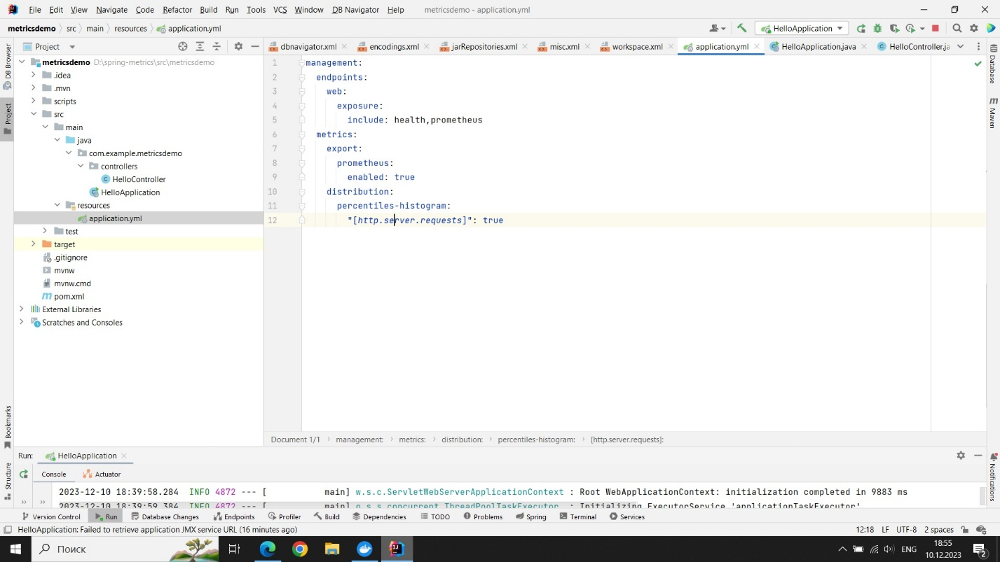 File Edit View Navigate Code Refactor Build Run Tools VCS Window DB Navigator Help metricsdemo - application.yml
metricsdemo src main resources application.yml HelloApplication
Project
dbnavigator.xml encodings.xml jarRepositories.xml misc.xml workspace.xml application.yml HelloApplication.java HelloController.ja
DB Browser
Project
Bookmarks
Structure
metricsdemo D:\spring-metrics\src\metricsdemo
.idea
.mvn
scripts
src
main
java
com.example.metricsdemo
controllers
HelloController
HelloApplication
resources
application.yml
test
target
.gitignore
mvnw
mvnw.cmd
pom.xml
External Libraries
Scratches and Consoles
1 management:
2 endpoints:
3 web:
4 exposure:
5 include: health,prometheus
6 metrics:
7 export:
8 prometheus:
9 enabled: true
10 distribution:
11 percentiles-histogram:
12 "[http.server.requests]": true
Database
Maven
Notifications
Document 1/1 management: metrics: distribution: percentiles-histogram: [http.server.requests]:
Run: HelloApplication
Console Actuator
2023-12-10 18:39:58.284 INFO 4872 --- [ main] w.s.c.ServletWebServerApplicationContext : Root WebApplicationContext: initialization completed in 9883 ms
2023-12-10 18:39:59.384 INFO 4872 --- [ main] o.s.s.concurrent.ThreadPoolTaskExecutor : Initializing ExecutorService 'applicationTaskExecutor'
Version Control Run Database Changes Endpoints Profiler Build Dependencies TODO Problems Spring Terminal Services
HelloApplication: Failed to retrieve application JMX service URL (16 minutes ago) 12:18 LF UTF-8 2 spaces
Поиск ENG 18:55
10.12.2023 2